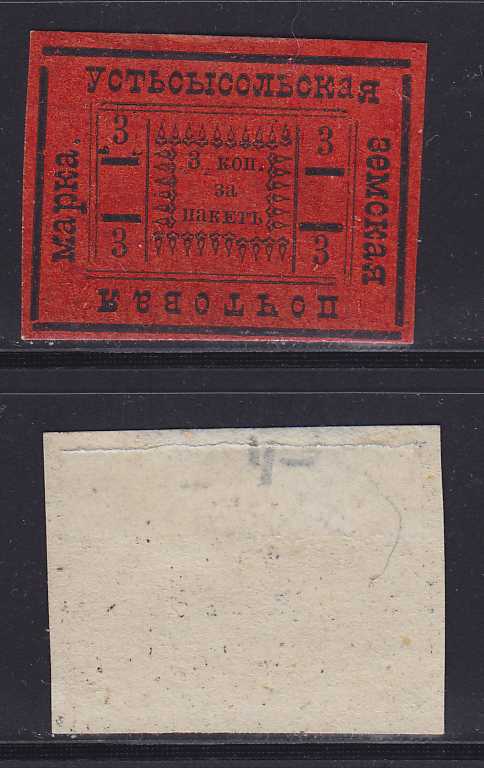 Устьсысольская
земская
почтовая
Марка.
3
3
3 коп.
за
пакетъ
3
3